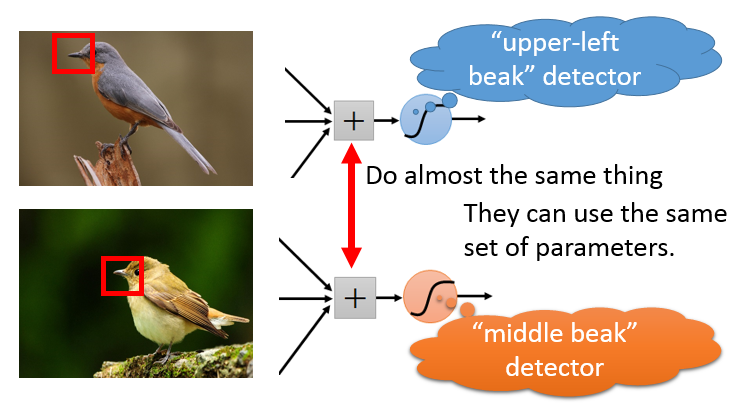 “upper-left
beak” detector
+
Do almost the same thing
They can use the same
set of parameters.
+
“middle beak”
detector